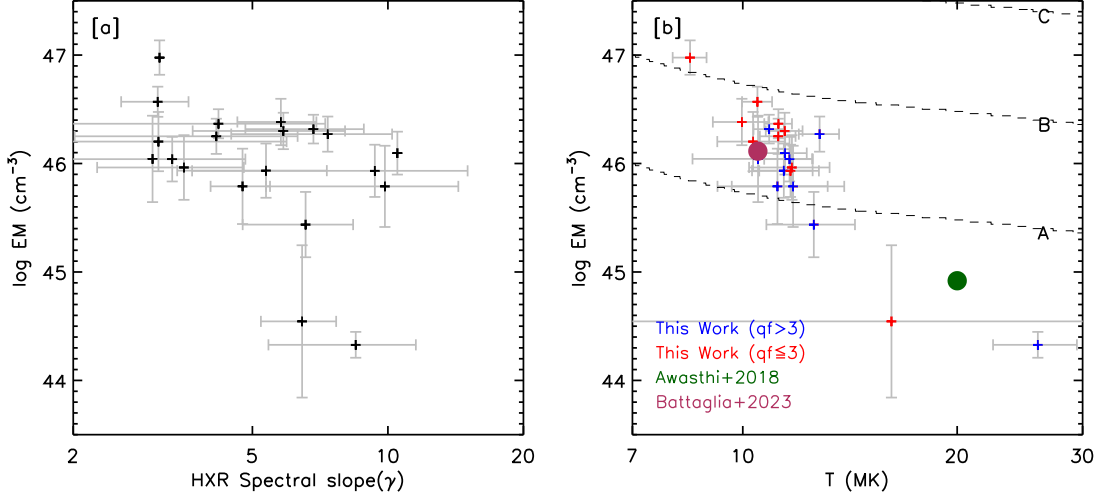 [a]
47
46
45
44
log EM (cm⁻³)
2
5
10
20
HXR Spectral slope(γ)
[b]
C
B
A
47
46
45
44
log EM (cm⁻³)
This Work (qf>3)
This Work (qf≦3)
Awasthi+2018
Battaglia+2023
7
10
20
30
T (MK)